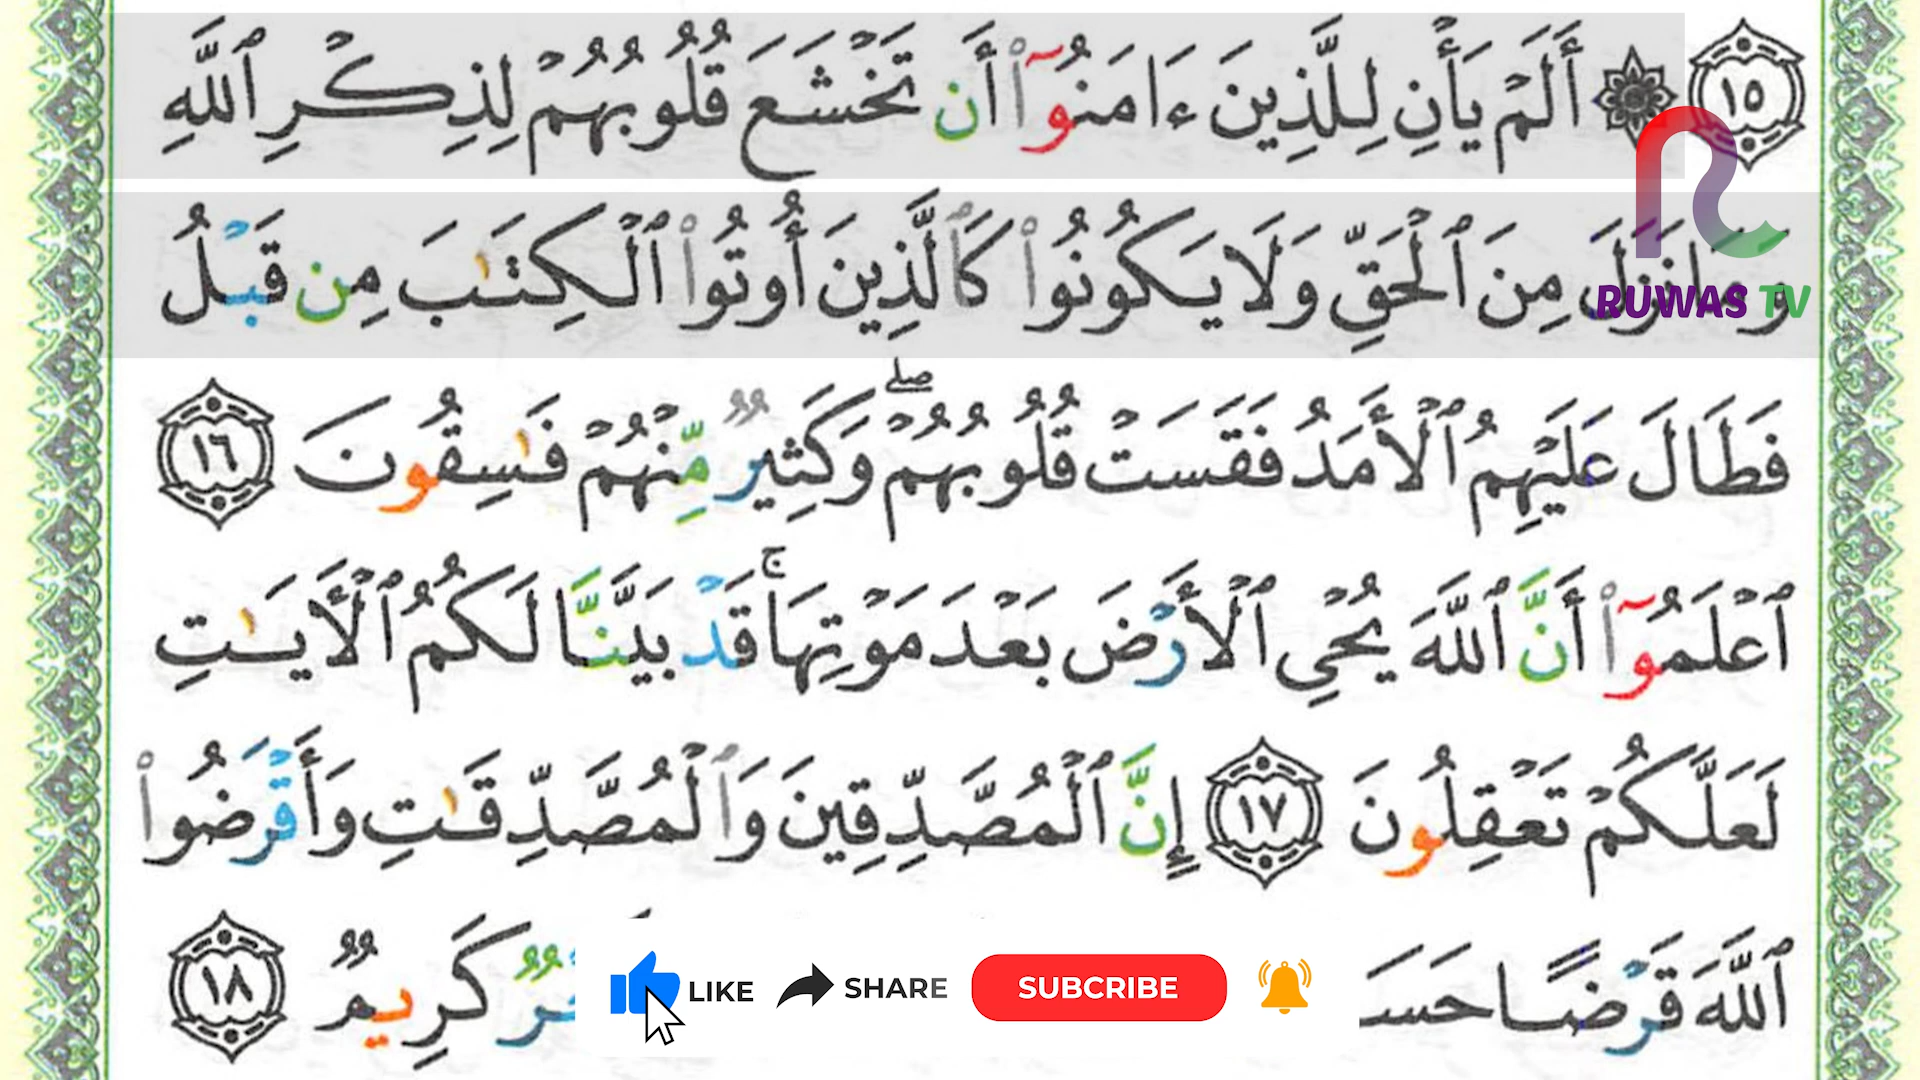 ١٥ ۞ أَلَمْ يَأْنِ لِلَّذِينَ ءَامَنُوٓا۟ أَن تَخْشَعَ قُلُوبُهُمْ لِذِكْرِ ٱللَّهِ
وَمَا نَزَلَ مِنَ ٱلْحَقِّ وَلَا يَكُونُوا۟ كَٱلَّذِينَ أُوتُوا۟ ٱلْكِتَٰبَ مِن قَبْلُ
فَطَالَ عَلَيْهِمُ ٱلْأَمَدُ فَقَسَتْ قُلُوبُهُمْ ۖ وَكَثِيرٌ مِّنْهُمْ فَٰسِقُونَ ١٦
ٱعْلَمُوٓا۟ أَنَّ ٱللَّهَ يُحْىِ ٱلْأَرْضَ بَعْدَ مَوْتِهَا ۚ قَدْ بَيَّنَّا لَكُمُ ٱلْأَيَٰتِ
لَعَلَّكُمْ تَعْقِلُونَ ١٧ إِنَّ ٱلْمُصَّدِّقِينَ وَٱلْمُصَّدِّقَٰتِ وَأَقْرَضُوا۟
ٱللَّهَ قَرْضًا كَرِيمٌ ١٨
RUWAS TV
LIKE SHARE SUBCRIBE